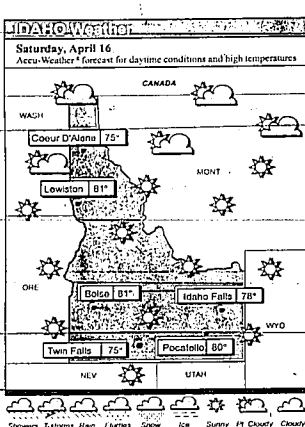 IDAHO Weather
Saturday, April 16
Accu-Weather® forecast for daytime conditions and high temperatures
CANADA
WASH
Coeur D'Alene 75°
MONT
Lewiston 81°
ORE
Boise 81°
Idaho Falls 78°
WYO
Twin Falls 75°
Pocatello 80°
NEV
UTAH
Showers T-storms Rain Flurries Snow Ice Sunny Pt. Cloudy Cloudy